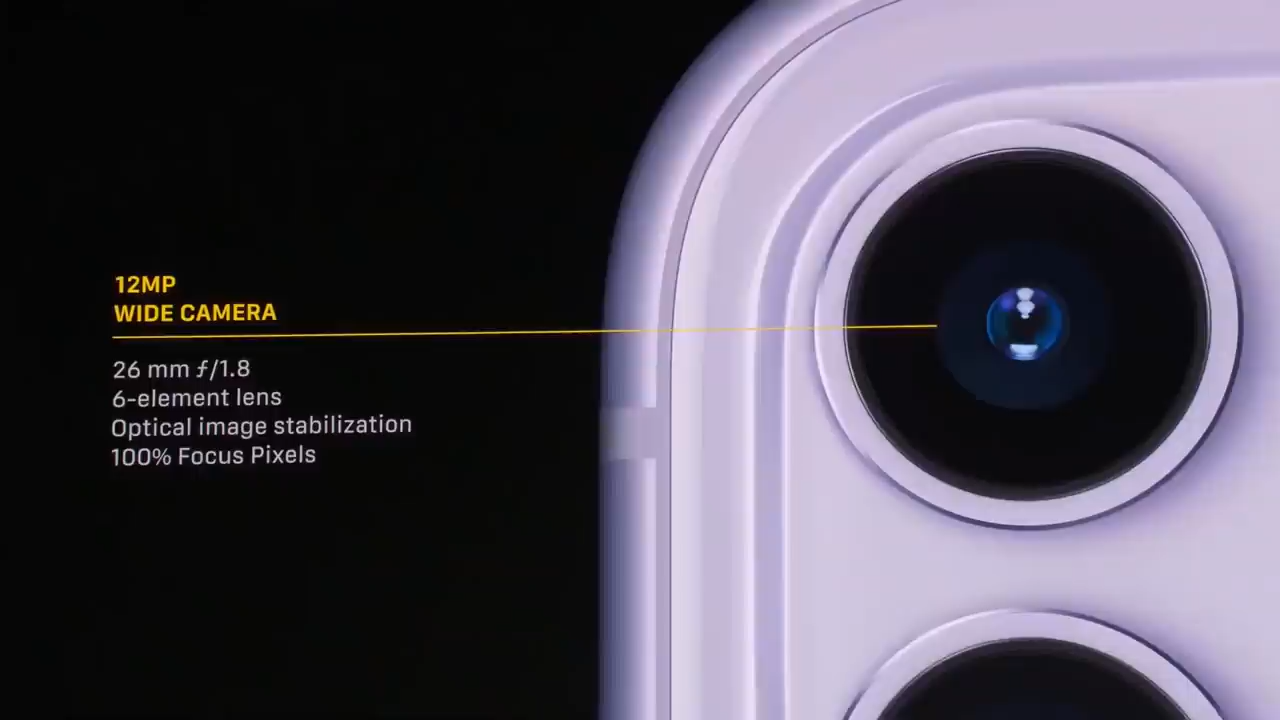 12MP
WIDE CAMERA
26 mm ƒ/1.8
6-element lens
Optical image stabilization
100% Focus Pixels